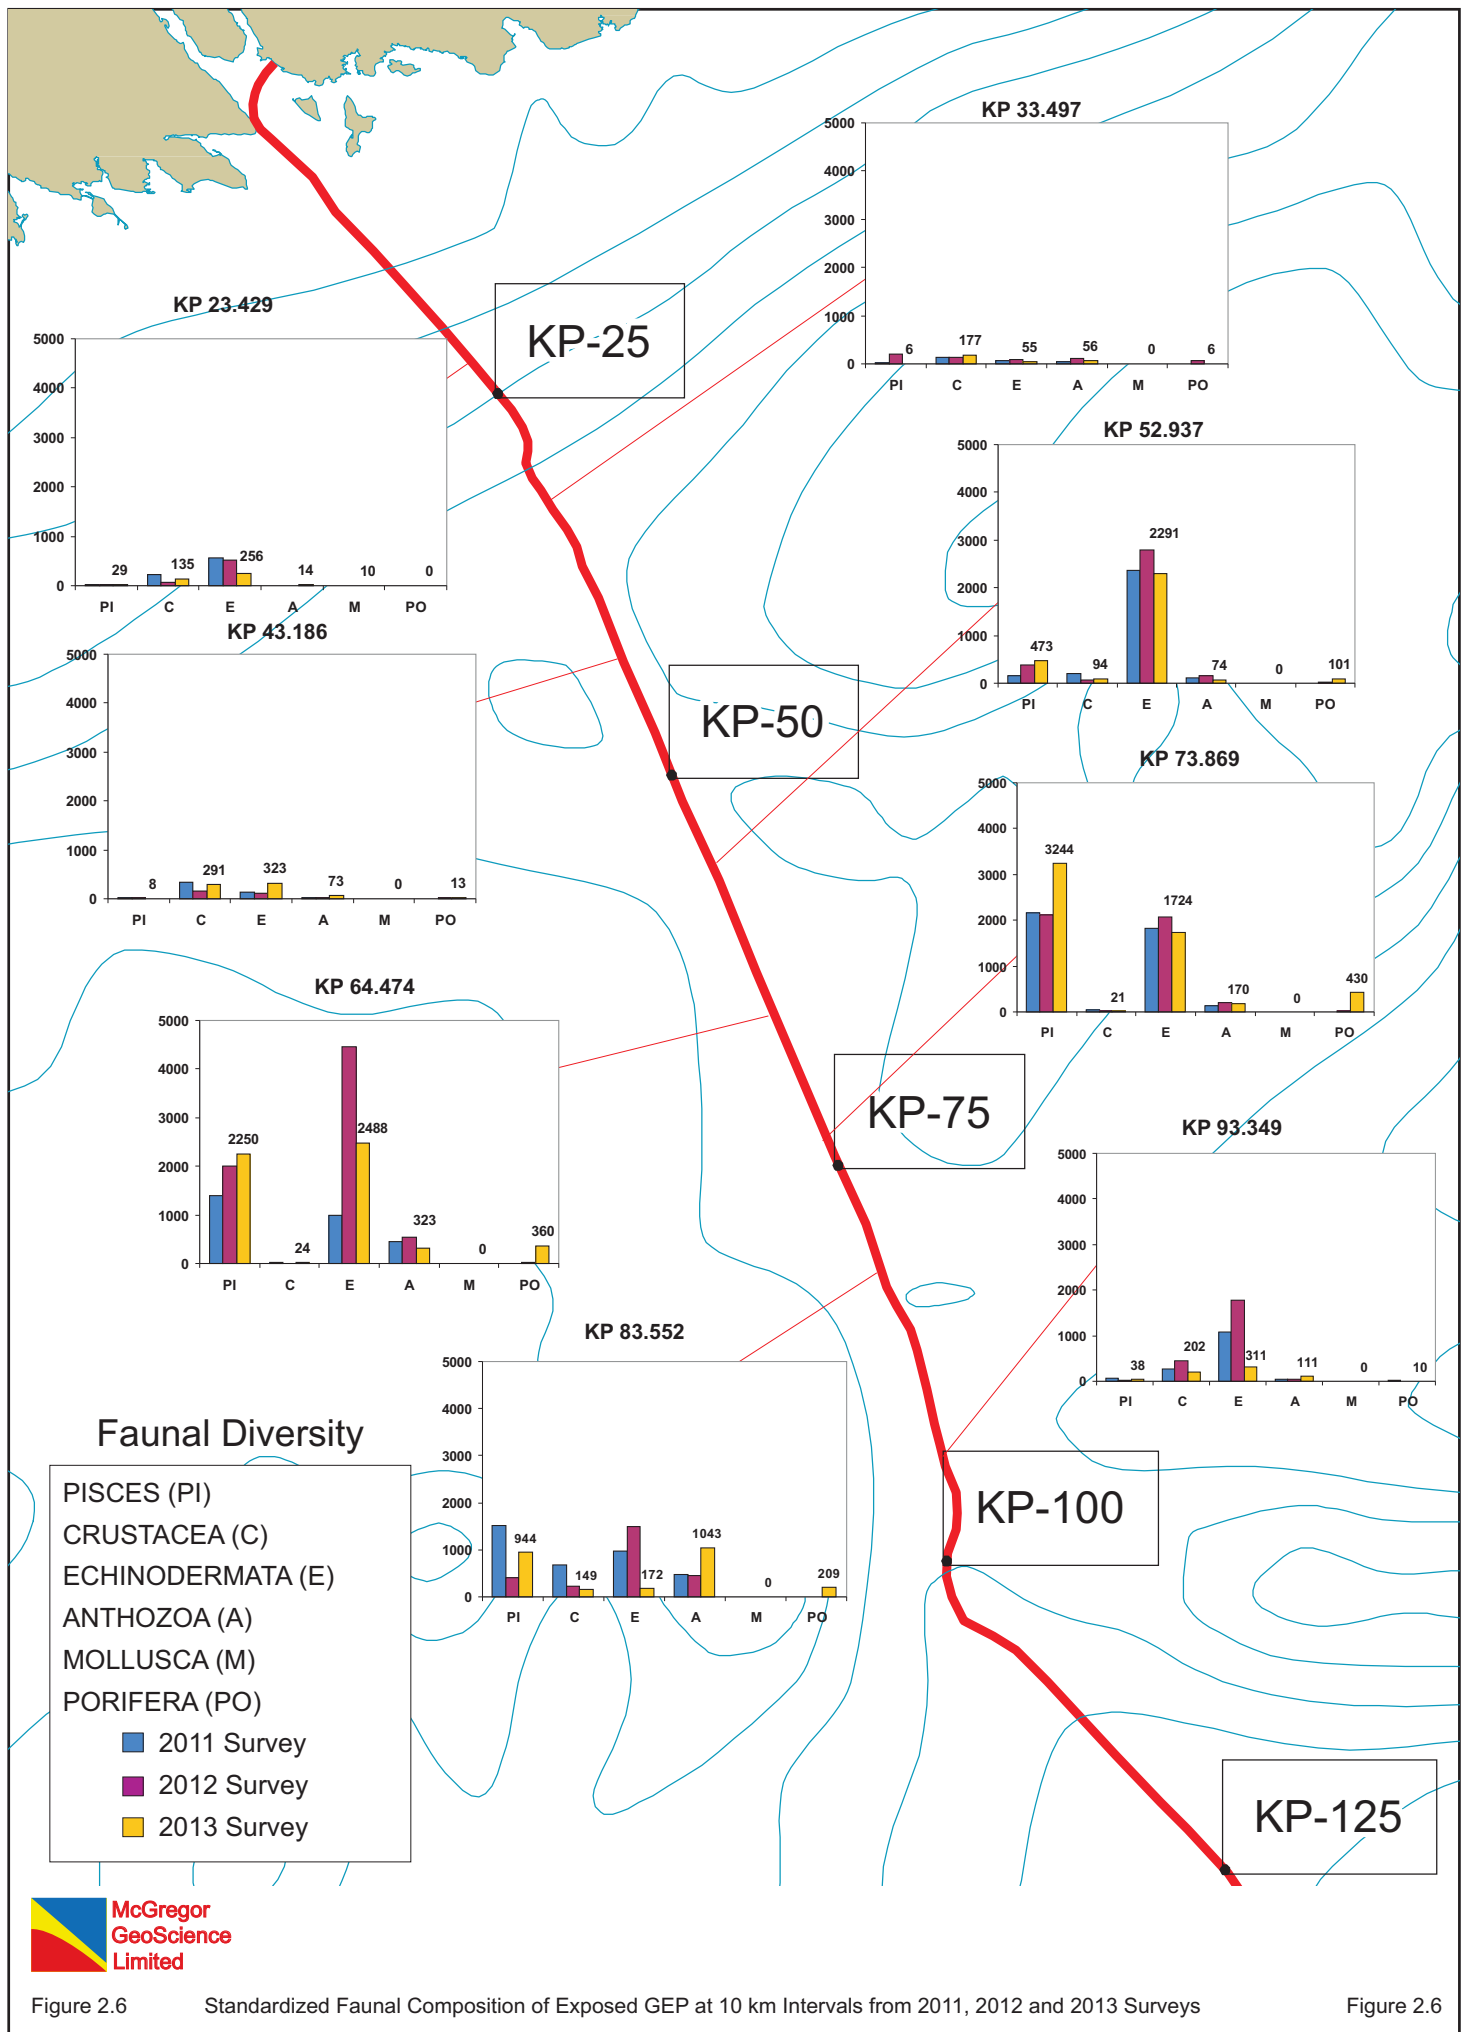 KP 33.497
5000
4000
3000
2000
1000
0
6
177
55
56
0
6
PI C E A M PO
KP 23.429
5000
4000
3000
2000
1000
0
29
135
256
14
10
0
PI C E A M PO
KP-25
KP 52.937
5000
4000
3000
2000
1000
0
473
94
2291
74
0
101
PI C E A M PO
KP 43.186
5000
4000
3000
2000
1000
0
8
291
323
73
0
13
PI C E A M PO
KP-50
KP 73.869
5000
4000
3000
2000
1000
0
3244
21
1724
170
0
430
PI C E A M PO
KP 64.474
5000
4000
3000
2000
1000
0
2250
24
2488
323
0
360
PI C E A M PO
KP-75
KP 93.349
5000
4000
3000
2000
1000
0
38
202
311
111
0
10
PI C E A M PO
KP 83.552
5000
4000
3000
2000
1000
0
944
149
172
1043
0
209
PI C E A M PO
KP-100
KP-125
Faunal Diversity
PISCES (PI)
CRUSTACEA (C)
ECHINODERMATA (E)
ANTHOZOA (A)
MOLLUSCA (M)
PORIFERA (PO)
2011 Survey
2012 Survey
2013 Survey
McGregor
GeoScience
Limited
Figure 2.6 Standardized Faunal Composition of Exposed GEP at 10 km Intervals from 2011, 2012 and 2013 Surveys Figure 2.6